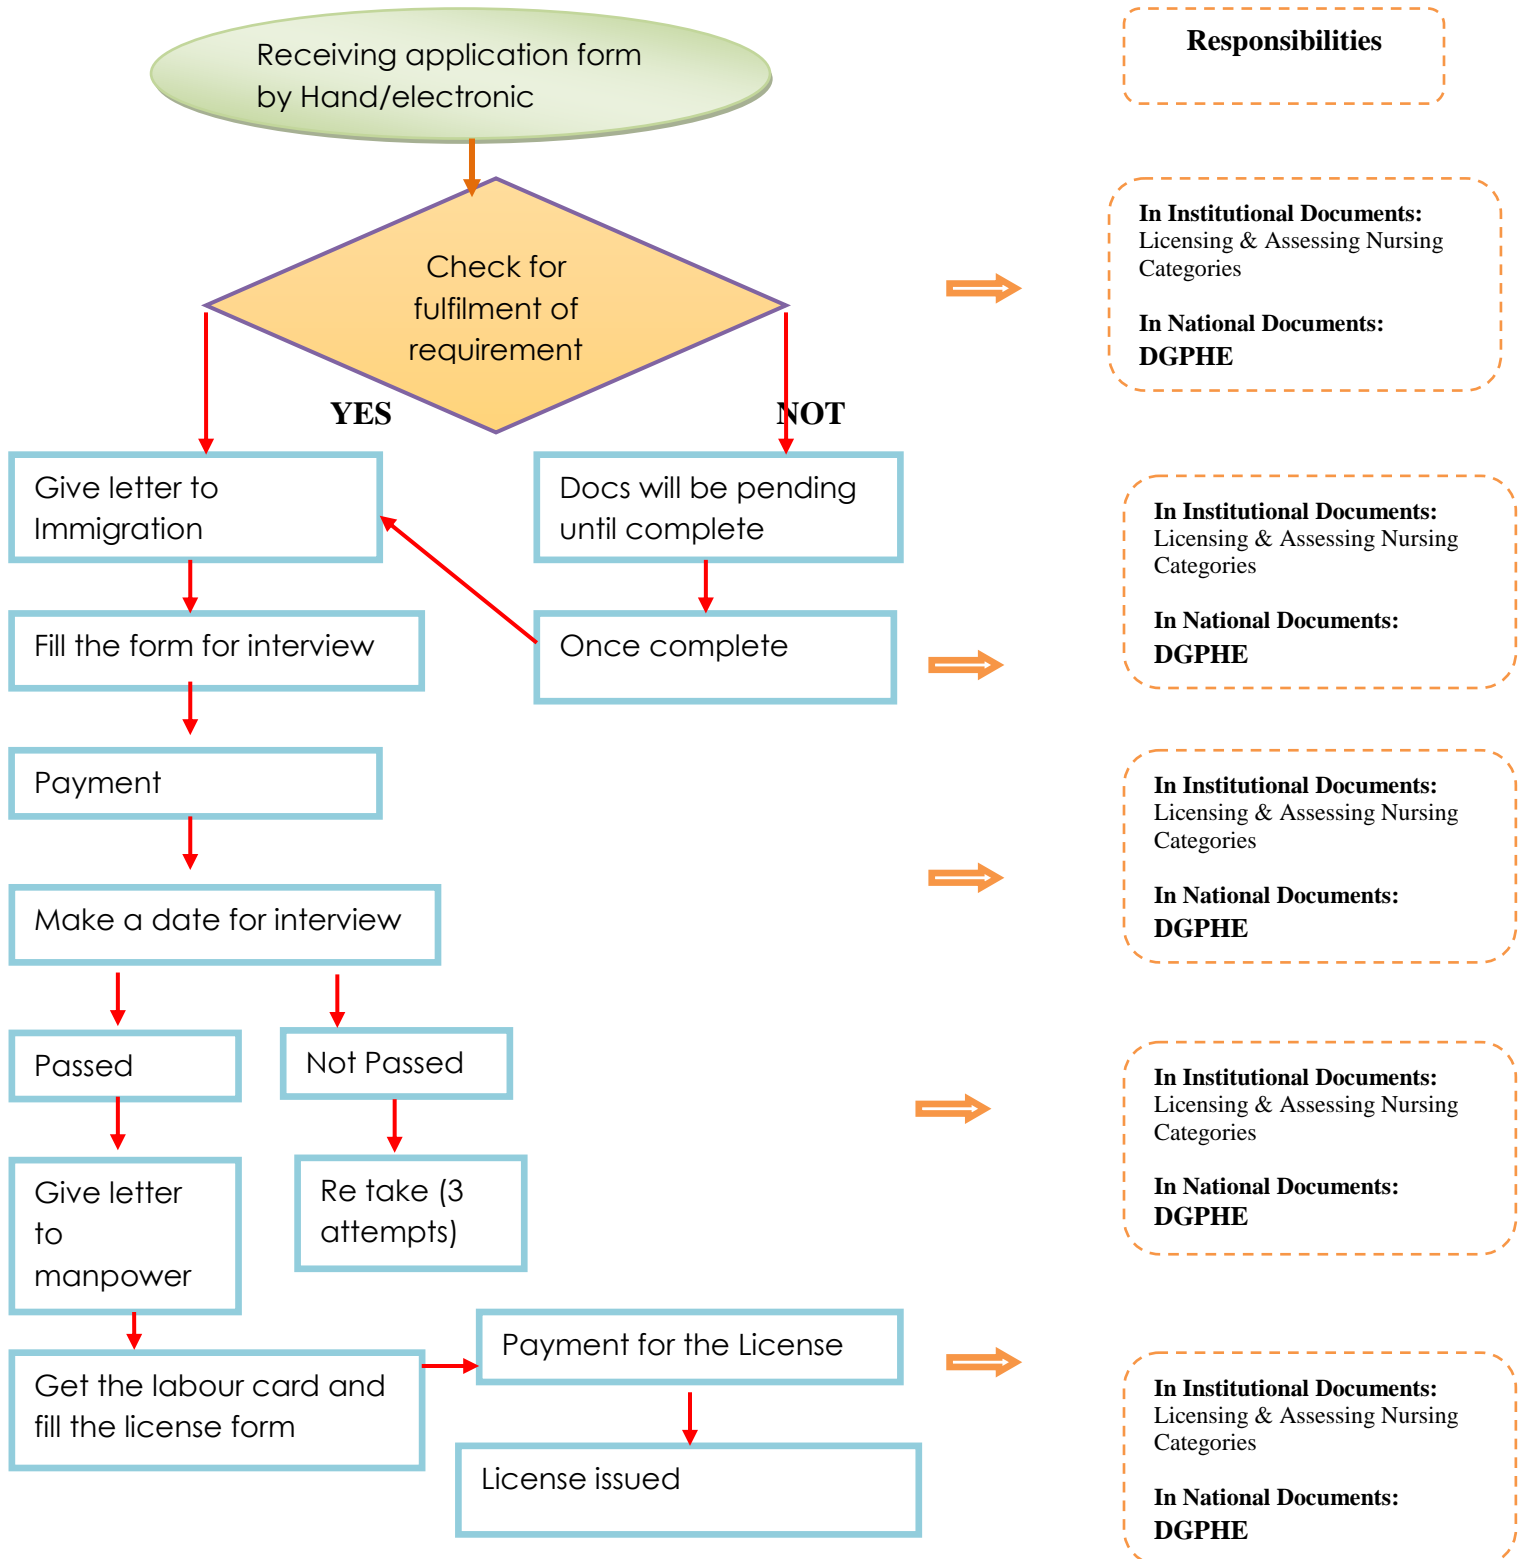 Receiving application form
by Hand/electronic
Responsibilities
Check for
fulfilment of
requirement
In Institutional Documents:
Licensing & Assessing Nursing
Categories
In National Documents:
DGPHE
YES
NOT
Give letter to
Immigration
Docs will be pending
until complete
In Institutional Documents:
Licensing & Assessing Nursing
Categories
In National Documents:
DGPHE
Fill the form for interview
Once complete
Payment
In Institutional Documents:
Licensing & Assessing Nursing
Categories
In National Documents:
DGPHE
Make a date for interview
Passed
Not Passed
In Institutional Documents:
Licensing & Assessing Nursing
Categories
In National Documents:
DGPHE
Give letter
to
manpower
Re take (3
attempts)
Get the labour card and
fill the license form
Payment for the License
License issued
In Institutional Documents:
Licensing & Assessing Nursing
Categories
In National Documents:
DGPHE